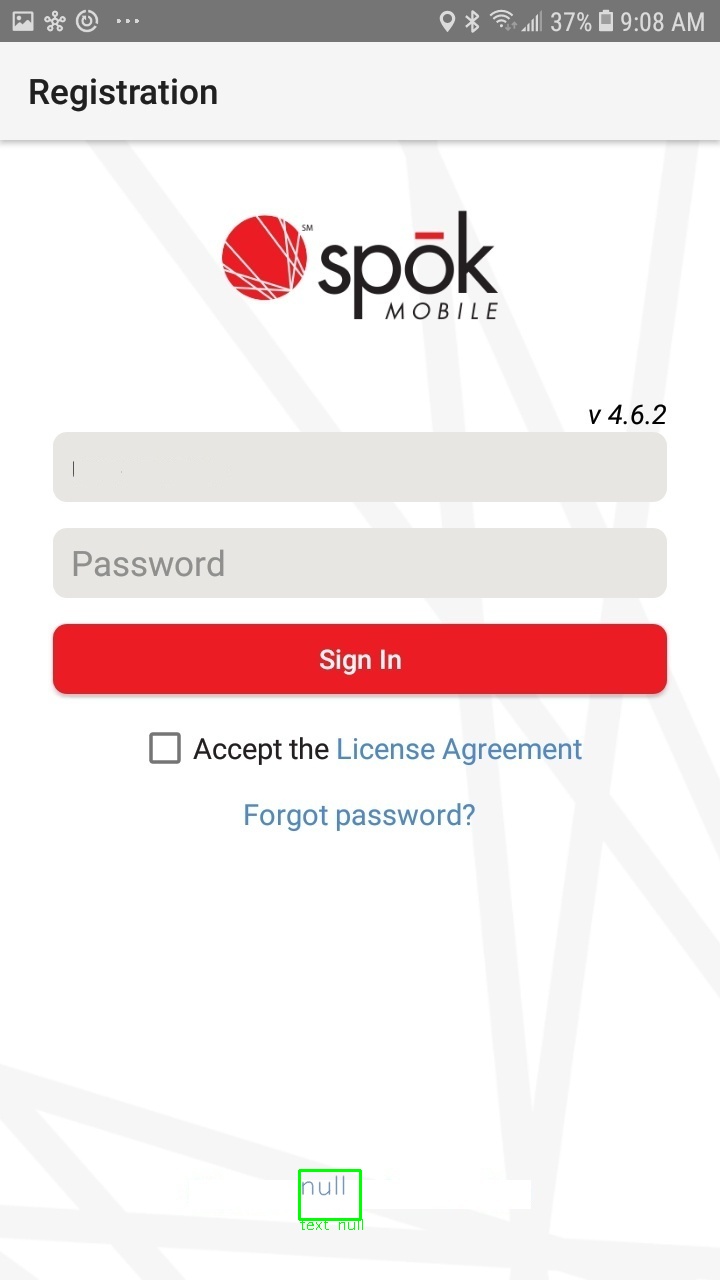 37% 9:08 AM
Registration
SM
spōk
MOBILE
v 4.6.2
Password
Sign In
Accept the License Agreement
Forgot password?
null
text null